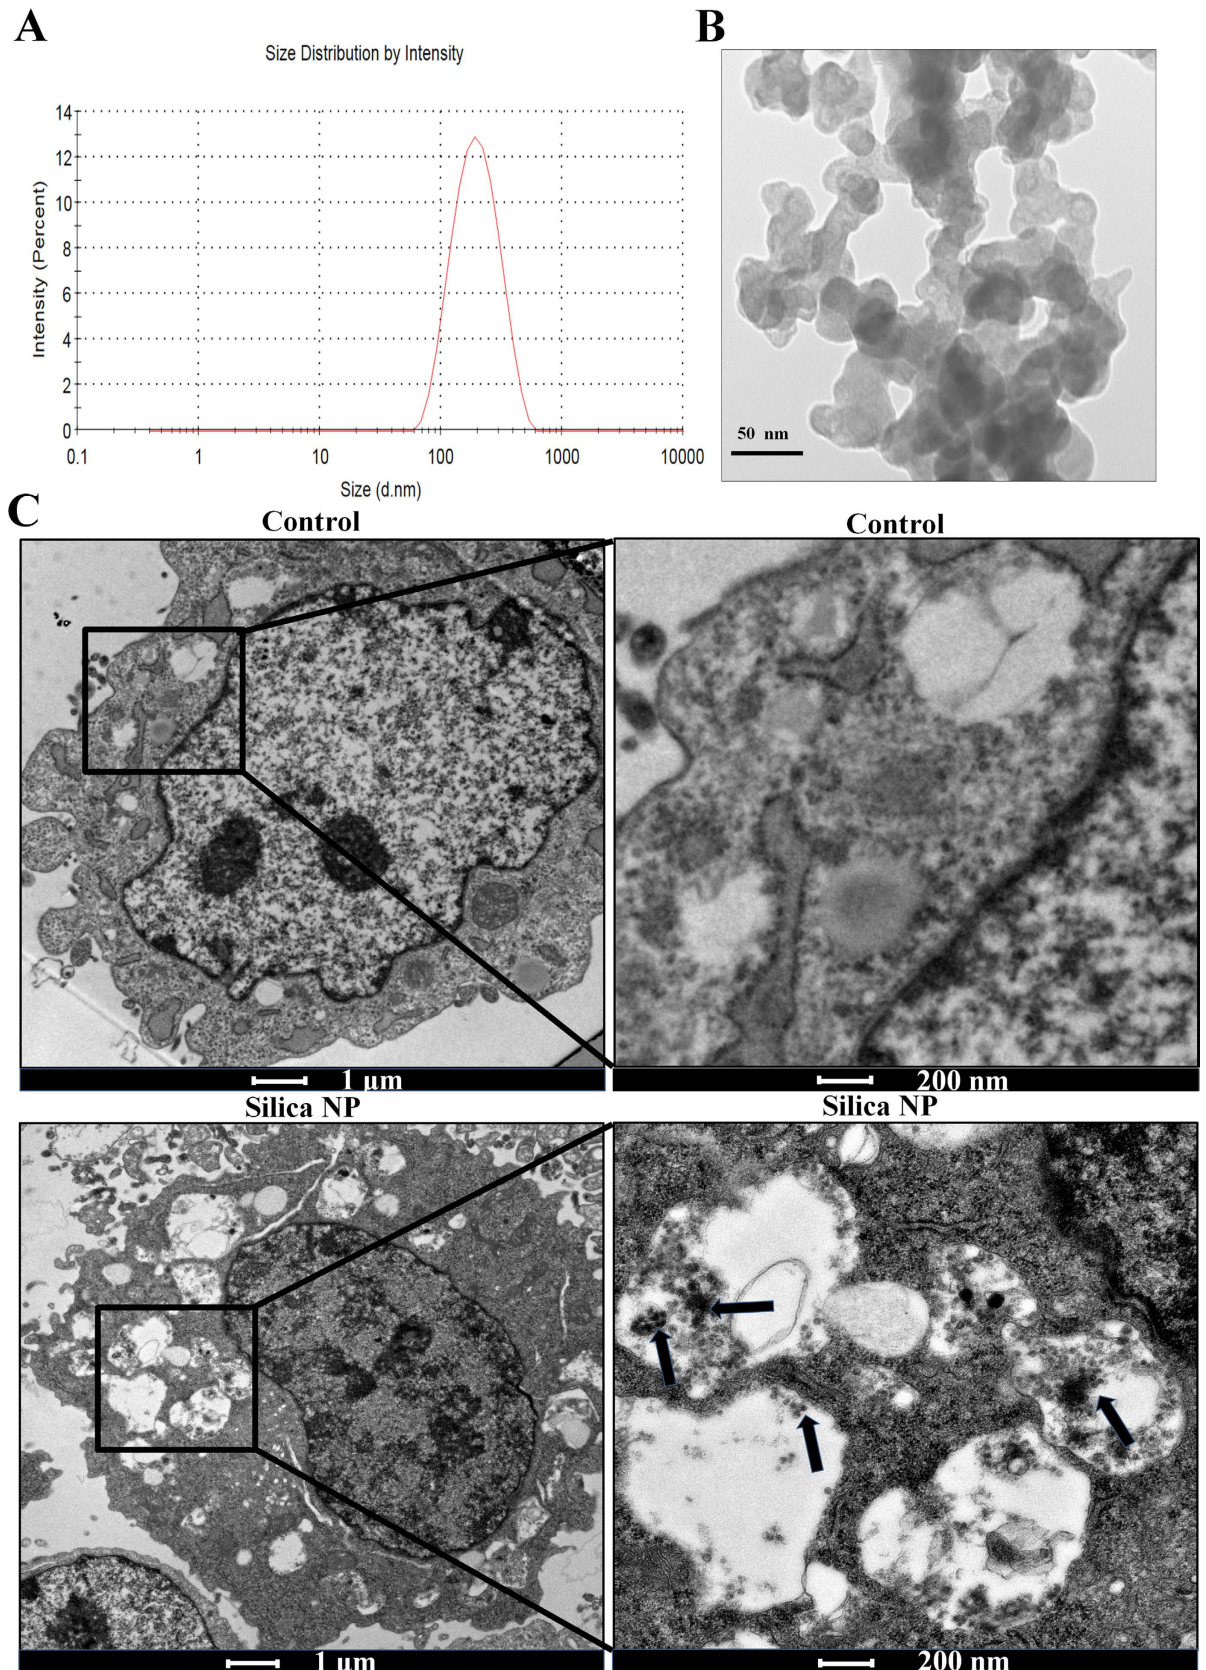 A
Size Distribution by Intensity
Intensity (Percent)
14
12
10
8
6
4
2
0
0.1 1 10 100 1000 10000
Size (d.nm)
B
50 nm
C
Control
Control
1 µm
200 nm
Silica NP
Silica NP
1 µm
200 nm